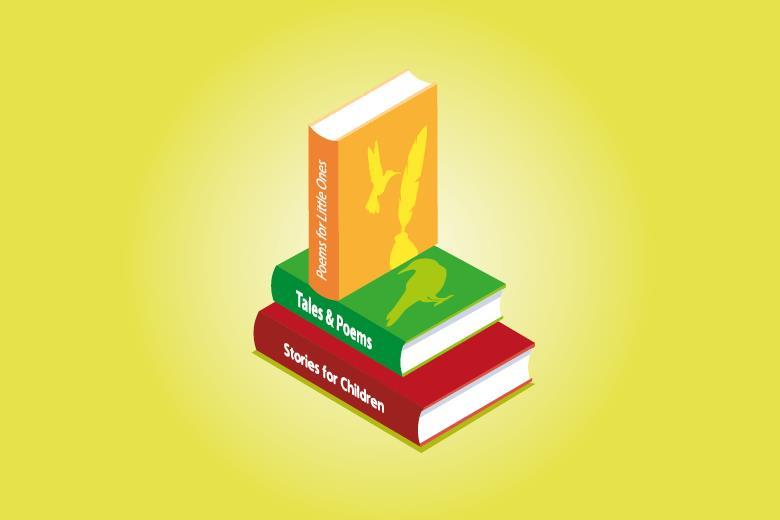 Poems for Little Ones
Tales & Poems
Stories for Children